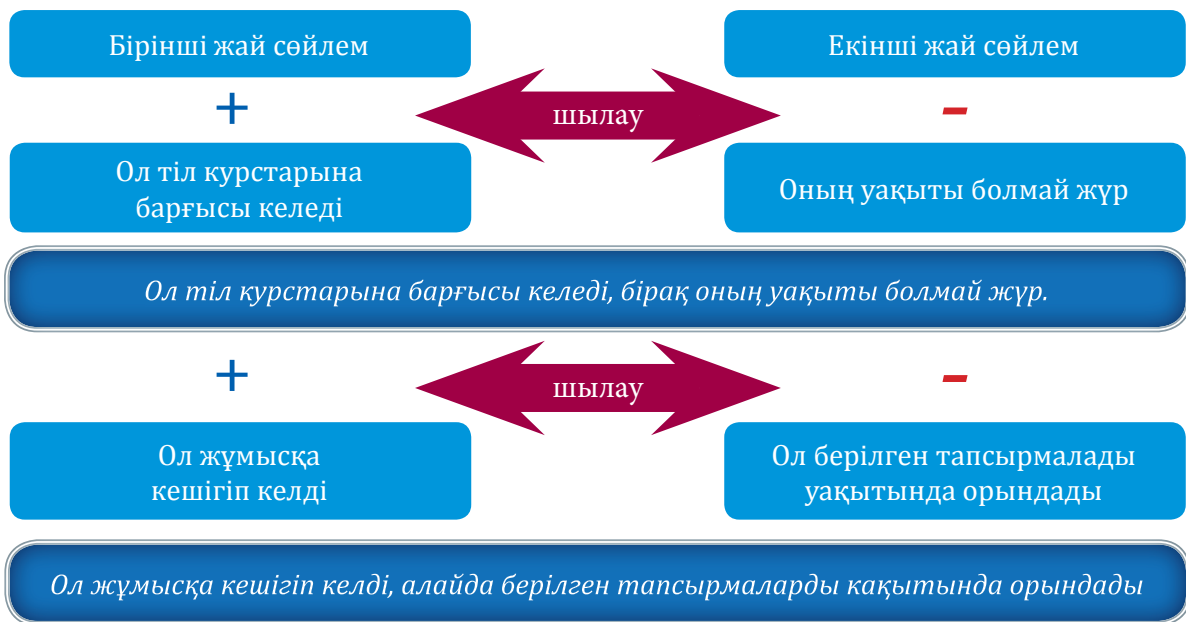 Бірінші жай сөйлем
Екінші жай сөйлем
+
шылау
–
Ол тіл курстарына
барғысы келеді
Оның уақыты болмай жүр
Ол тіл курстарына барғысы келеді, бірақ оның уақыты болмай жүр.
+
шылау
–
Ол жұмысқа
кешігіп келді
Ол берілген тапсырмалады
уақытында орындады
Ол жұмысқа кешігіп келді, алайда берілген тапсырмаларды кақытында орындады